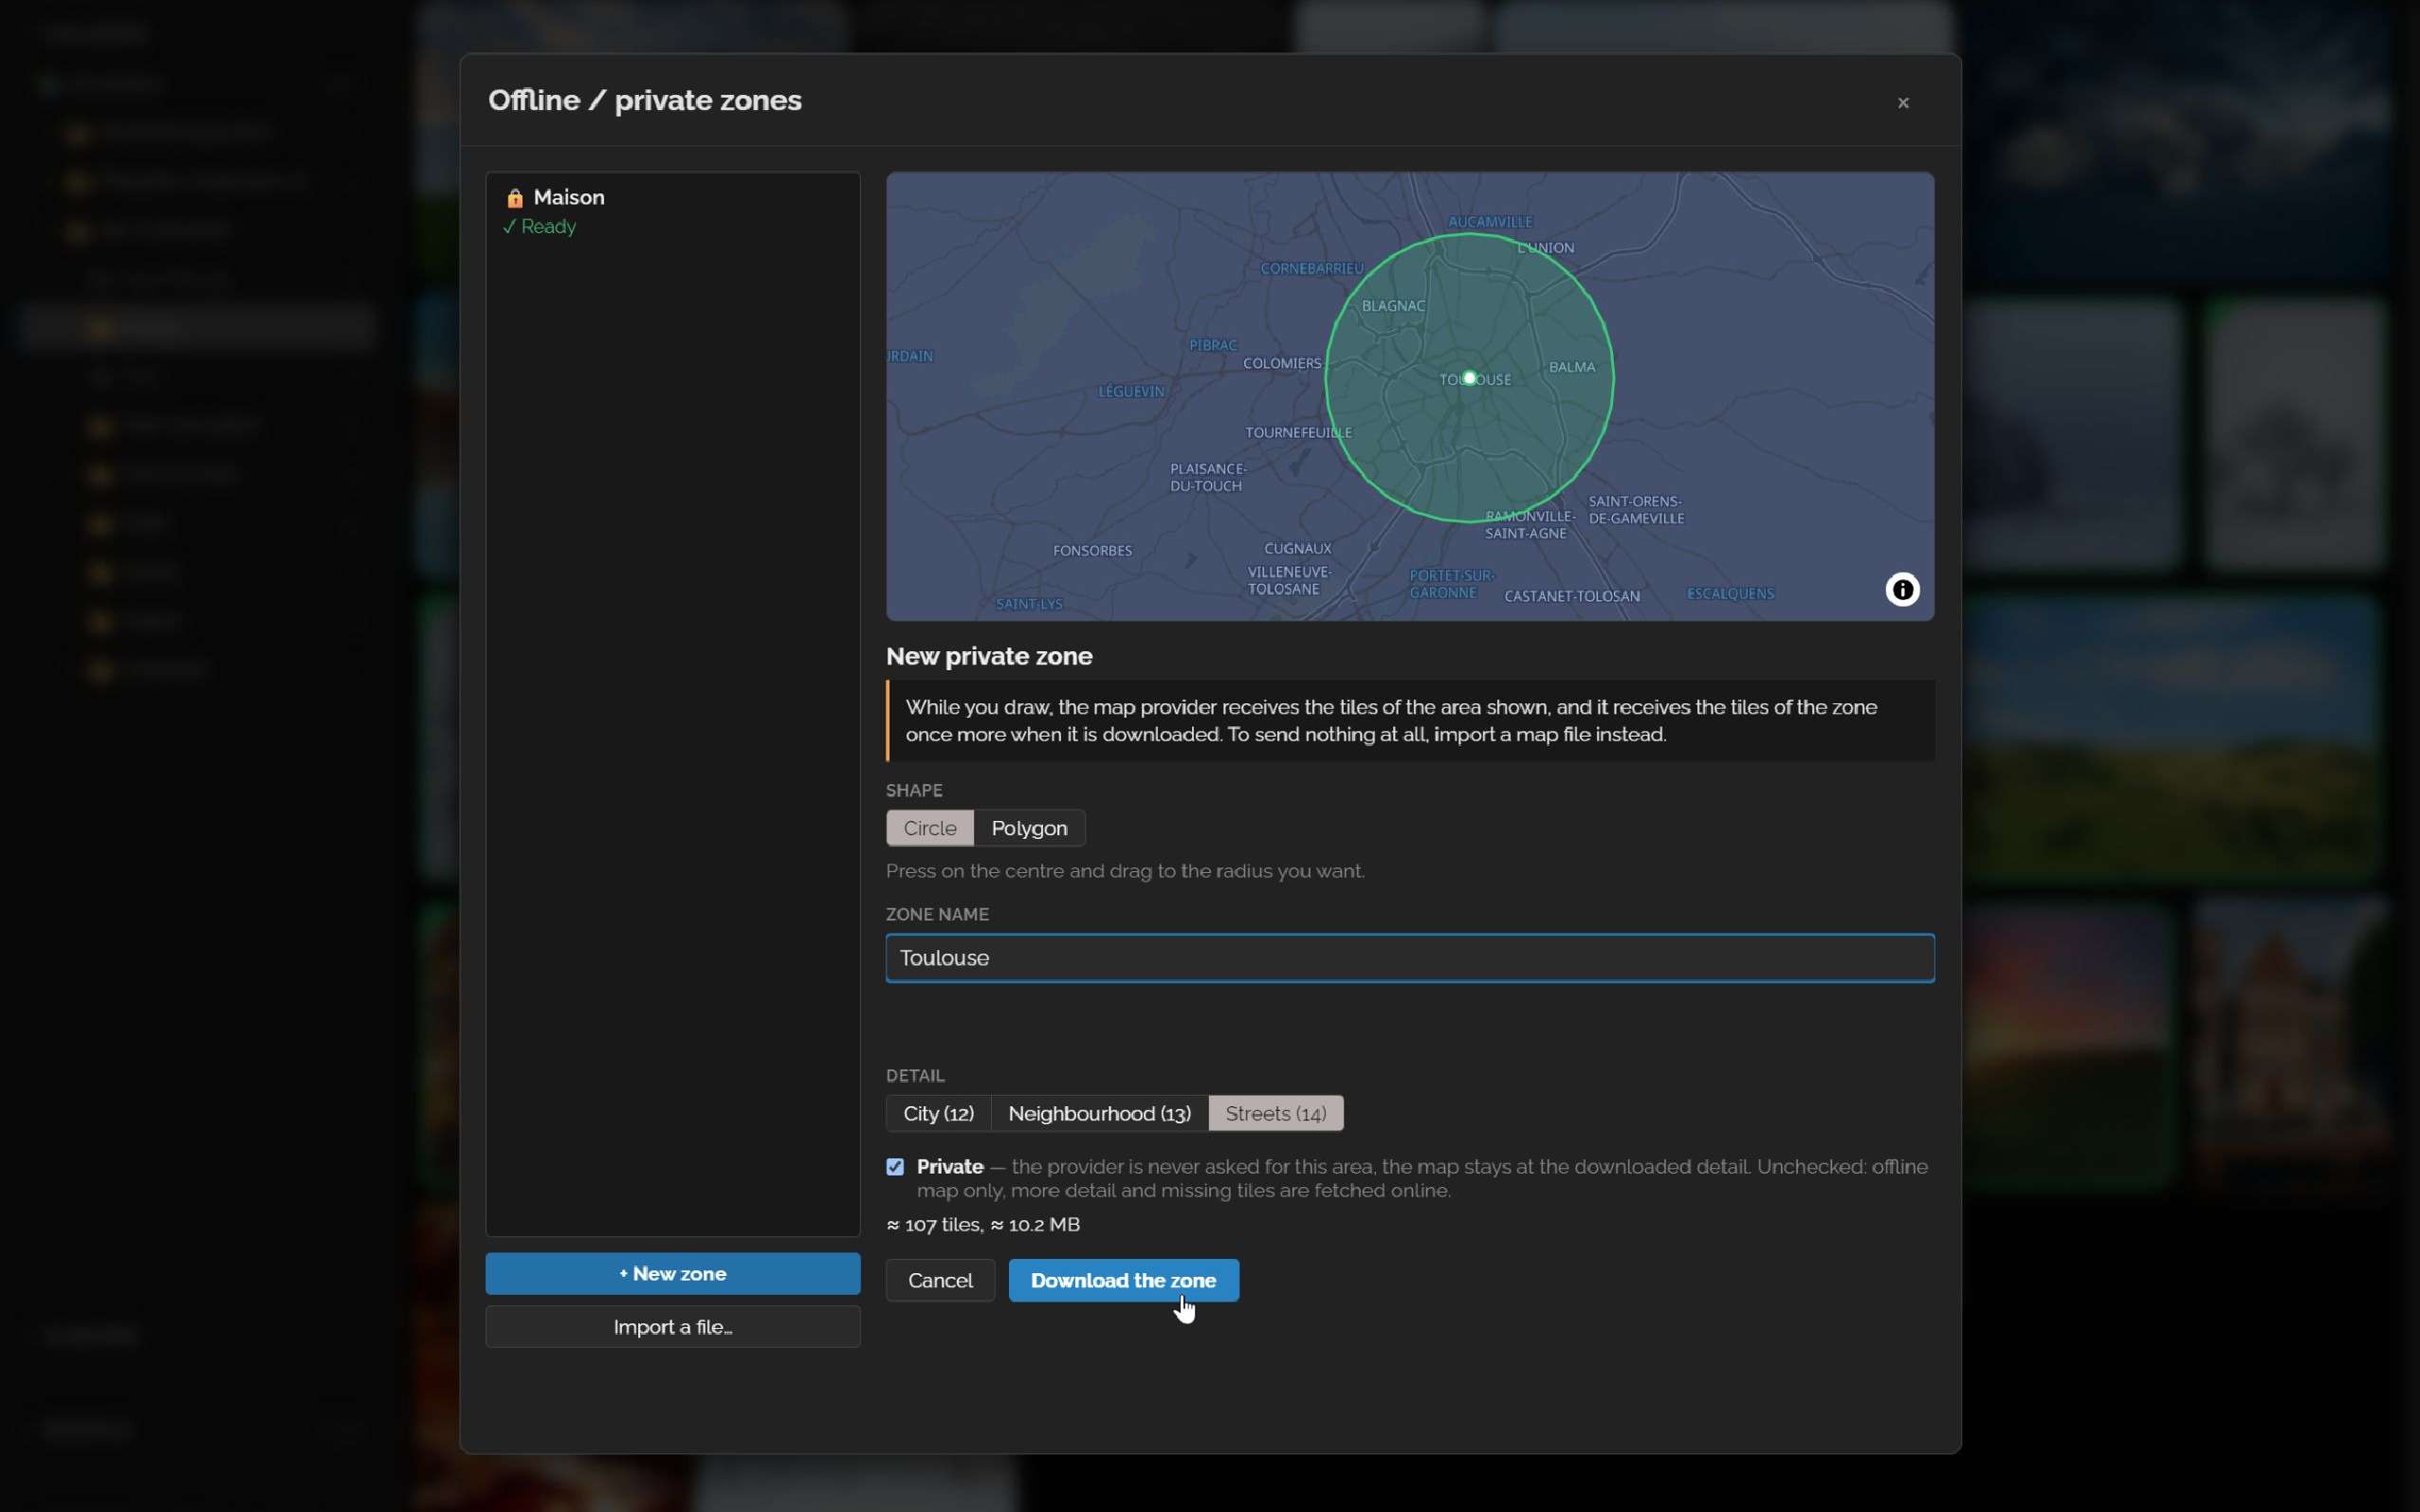 Offline / private zones
×
🔒 Maison
✓ Ready
+ New zone
Import a file…
AUCAMVILLE
L'UNION
CORNEBARRIEU
BLAGNAC
PIBRAC
COLOMIERS
BALMA
TOULOUSE
LÉGUEVIN
TOURNEFEUILLE
PLAISANCE-
DU-TOUCH
SAINT-ORENS-
DE-GAMEVILLE
RAMONVILLE-
SAINT-AGNE
FONSORBES
CUGNAUX
VILLENEUVE-
TOLOSANE
PORTET-SUR-
GARONNE
CASTANET-TOLOSAN
ESCALQUENS
SAINT-LYS
New private zone
While you draw, the map provider receives the tiles of the area shown, and it receives the tiles of the zone
once more when it is downloaded. To send nothing at all, import a map file instead.
SHAPE
Circle Polygon
Press on the centre and drag to the radius you want.
ZONE NAME
Toulouse
DETAIL
City (12) Neighbourhood (13) Streets (14)
Private — the provider is never asked for this area, the map stays at the downloaded detail. Unchecked: offline
map only, more detail and missing tiles are fetched online.
≈ 107 tiles, ≈ 10.2 MB
Cancel Download the zone